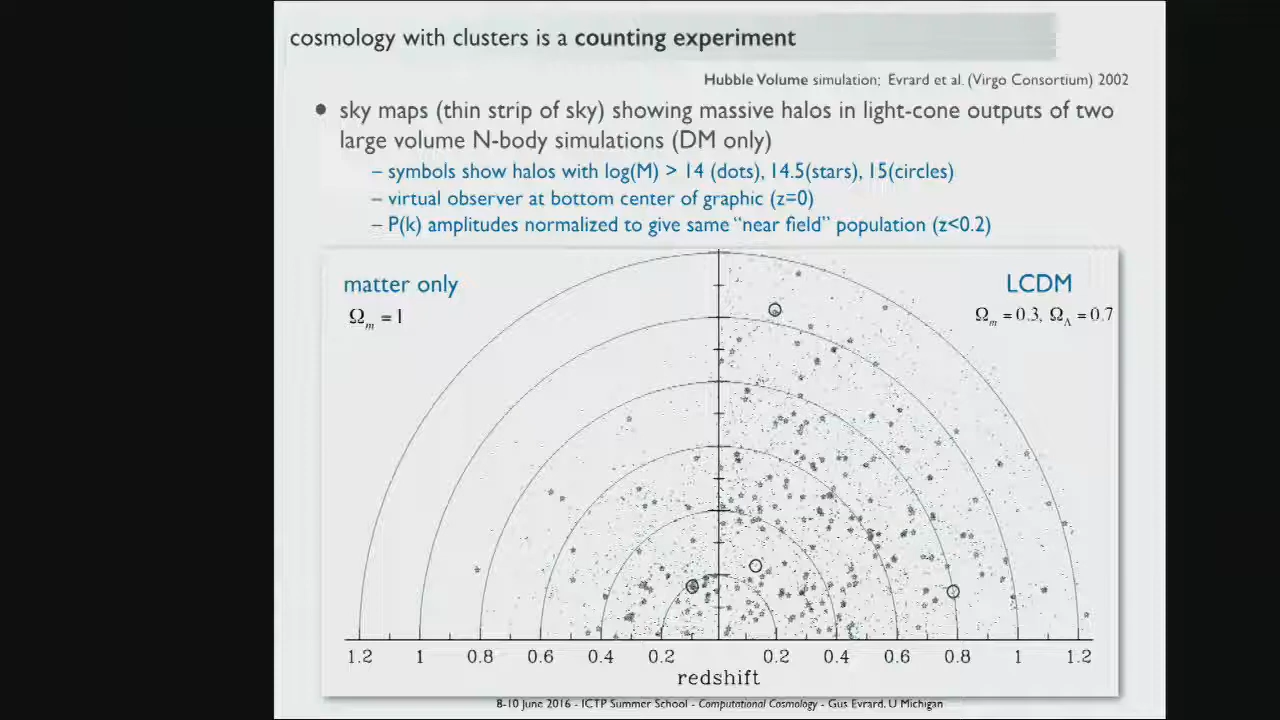 cosmology with clusters is a counting experiment
Hubble Volume simulation; Evrard et al. (Virgo Consortium) 2002
• sky maps (thin strip of sky) showing massive halos in light-cone outputs of two
large volume N-body simulations (DM only)
– symbols show halos with log(M) > 14 (dots), 14.5(stars), 15(circles)
– virtual observer at bottom center of graphic (z=0)
– P(k) amplitudes normalized to give same “near field” population (z<0.2)
matter only
Ωm = 1
LCDM
Ωm = 0.3, ΩΛ = 0.7
1.2 1 0.8 0.6 0.4 0.2 0.2 0.4 0.6 0.8 1 1.2
redshift
8-10 June 2016 - ICTP Summer School - Computational Cosmology - Gus Evrard, U Michigan